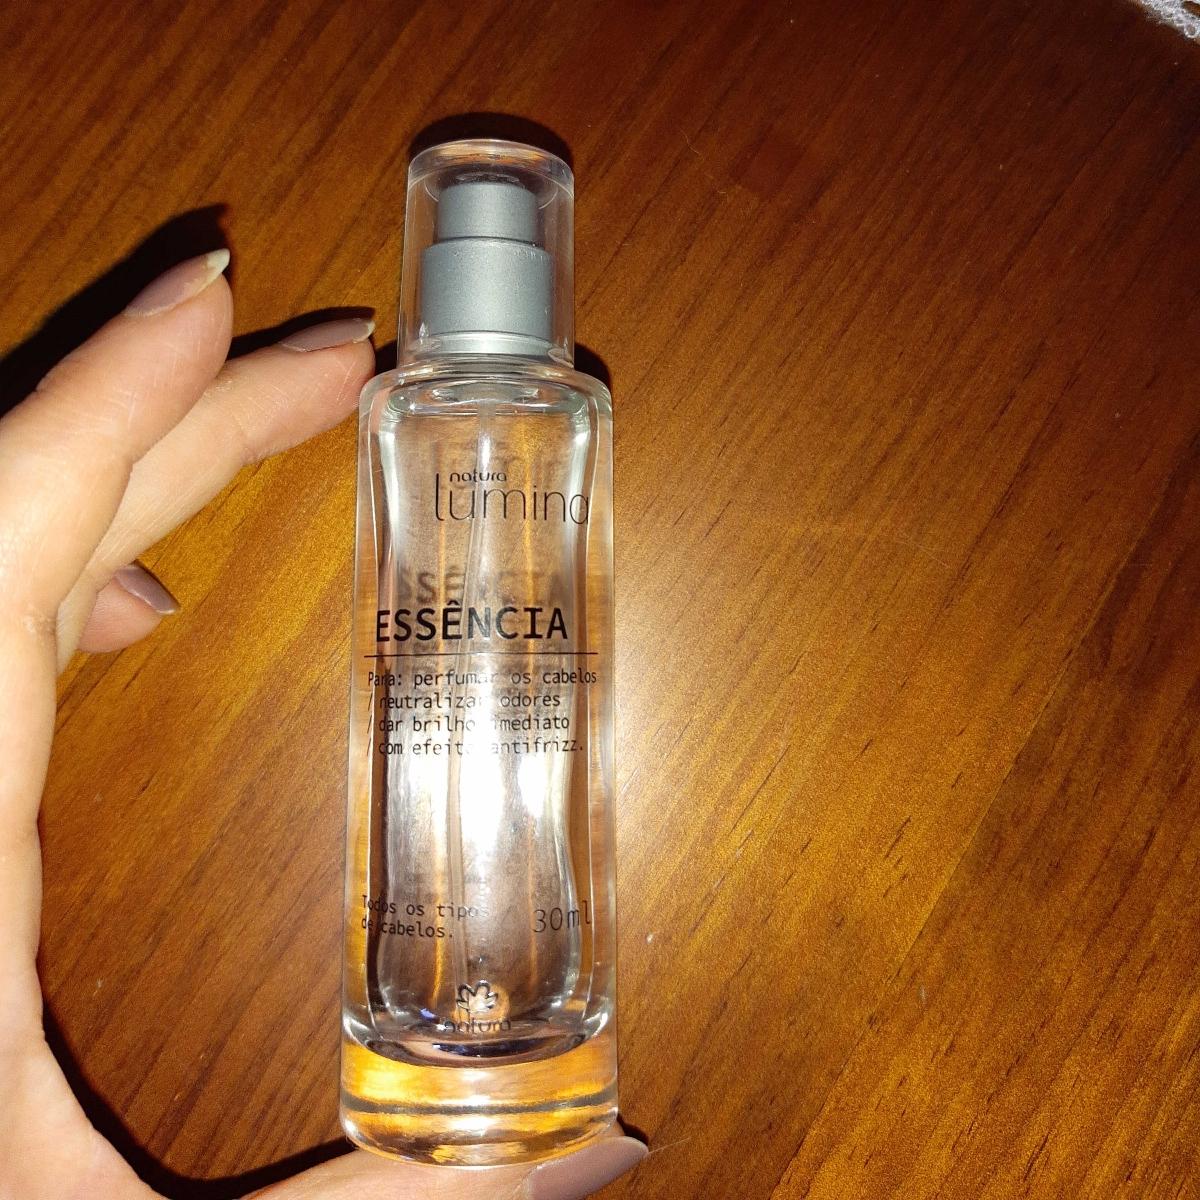 natura
lumina
ESSÊNCIA
Para: perfumar os cabelos
/ neutralizar odores
/ dar brilho imediato
/ com efeito antifrizz.
Todos os tipos
de cabelos.
30ml
natura